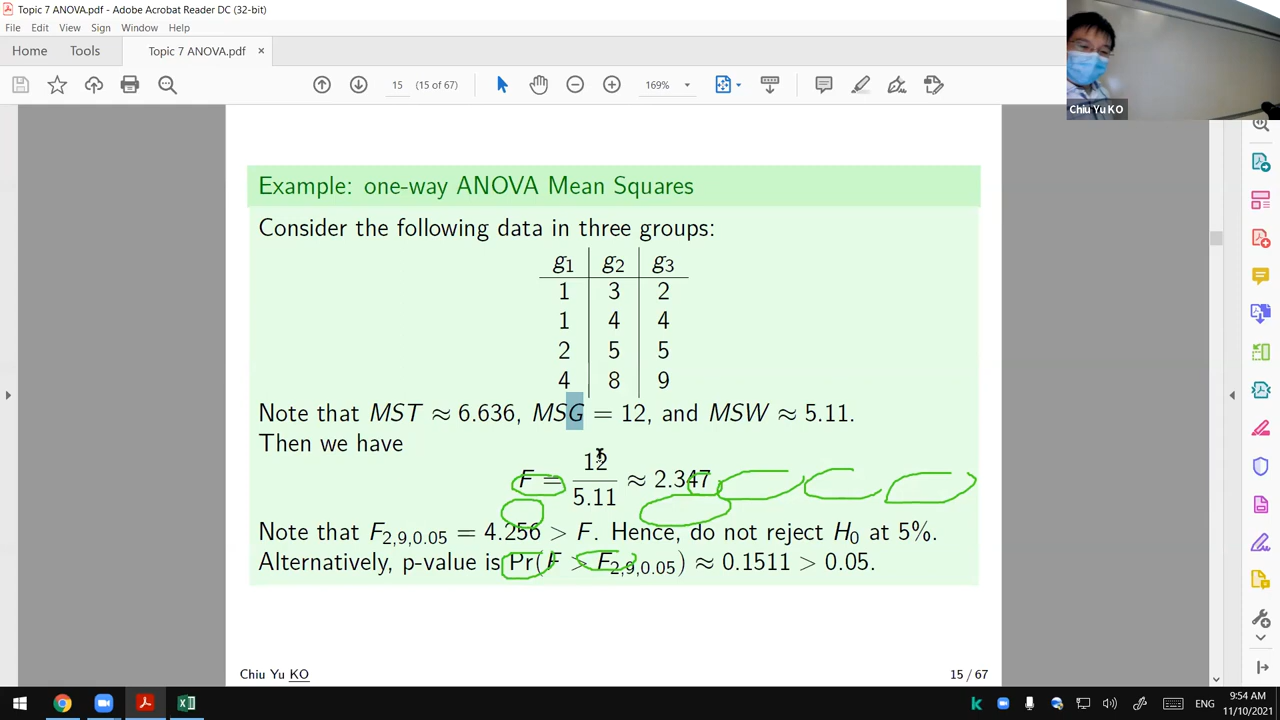 Topic 7 ANOVA.pdf - Adobe Acrobat Reader DC (32-bit)
File Edit View Sign Window Help
Home Tools Topic 7 ANOVA.pdf ×
15 (15 of 67) 169%
Chiu Yu KO
Example: one-way ANOVA Mean Squares
Consider the following data in three groups:
g1 g2 g3
1 3 2
1 4 4
2 5 5
4 8 9
Note that MST ≈ 6.636, MSG = 12, and MSW ≈ 5.11.
Then we have
F = 12/5.11 ≈ 2.347
Note that F2,9,0.05 = 4.256 > F. Hence, do not reject H0 at 5%.
Alternatively, p-value is Pr(F > F2,9,0.05) ≈ 0.1511 > 0.05.
Chiu Yu KO 15 / 67
ENG 9:54 AM
11/10/2021